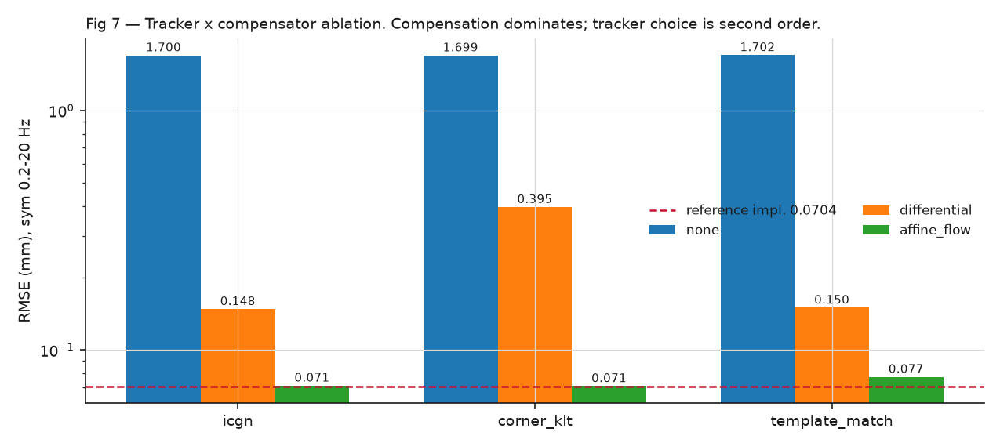 Fig 7 — Tracker x compensator ablation. Compensation dominates; tracker choice is second order.
RMSE (mm), sym 0.2-20 Hz
10⁰
10⁻¹
1.700
0.148
0.071
1.699
0.395
0.071
1.702
0.150
0.077
reference impl. 0.0704
none
differential
affine_flow
icgn
corner_klt
template_match